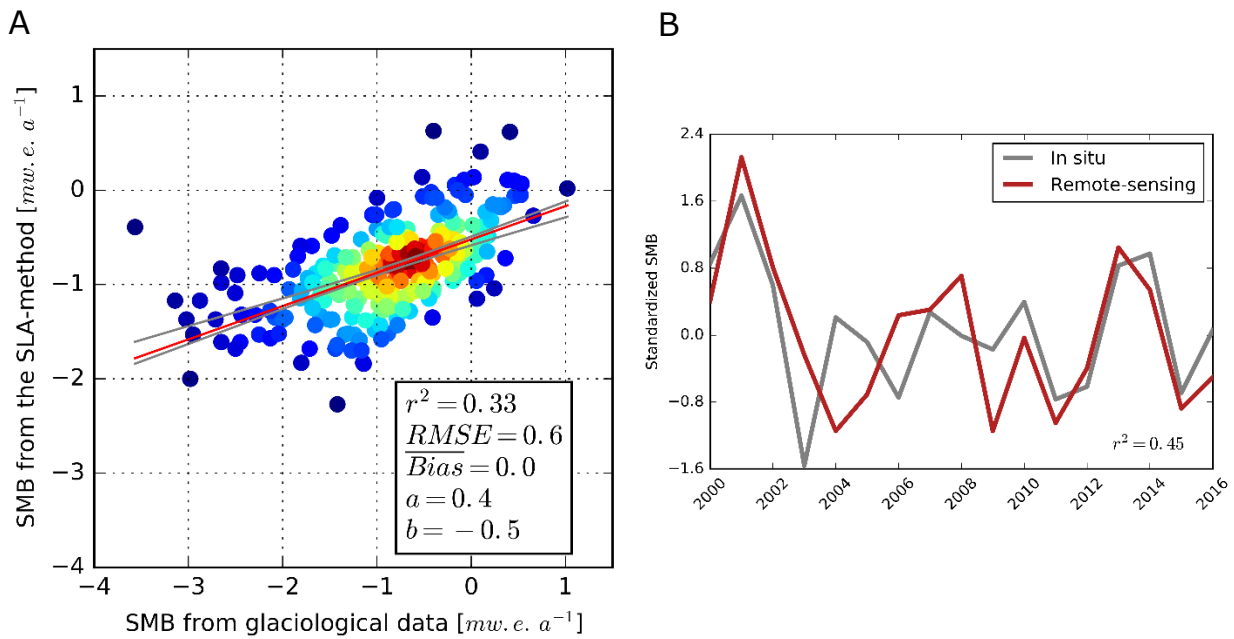 A
SMB from the SLA-method [mw.e. a⁻¹]
1
0
−1
−2
−3
−4
−4 −3 −2 −1 0 1
SMB from glaciological data [mw.e. a⁻¹]
r² = 0.33
RMSE = 0.6
B̅i̅a̅s̅ = 0.0
a = 0.4
b = −0.5
B
Standardized SMB
2.4
1.6
0.8
0.0
−0.8
−1.6
In situ
Remote-sensing
r² = 0.45
2000 2002 2004 2006 2008 2010 2012 2014 2016